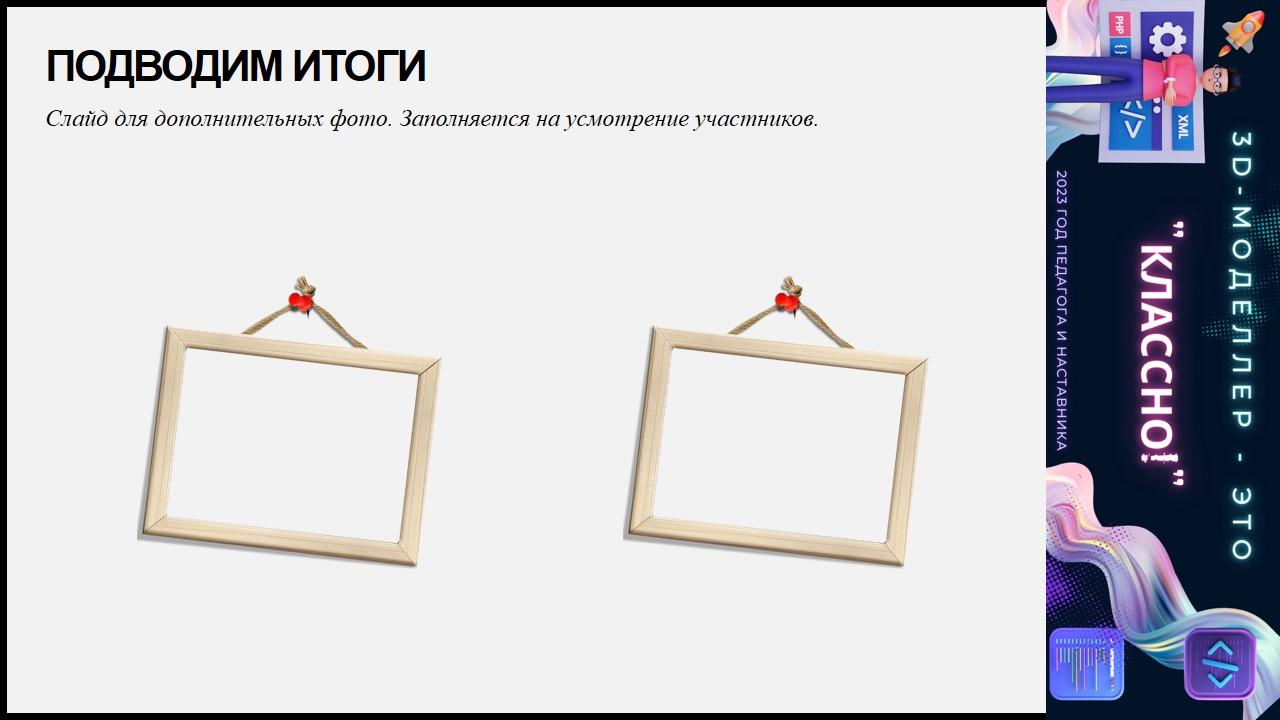 ПОДВОДИМ ИТОГИ
Слайд для дополнительных фото. Заполняется на усмотрение участников.
3D-МОДЕЛЛЕР - ЭТО
"КЛАССНО!"
2023 ГОД ПЕДАГОГА И НАСТАВНИКА
PHP
{}
XML
</>
</>